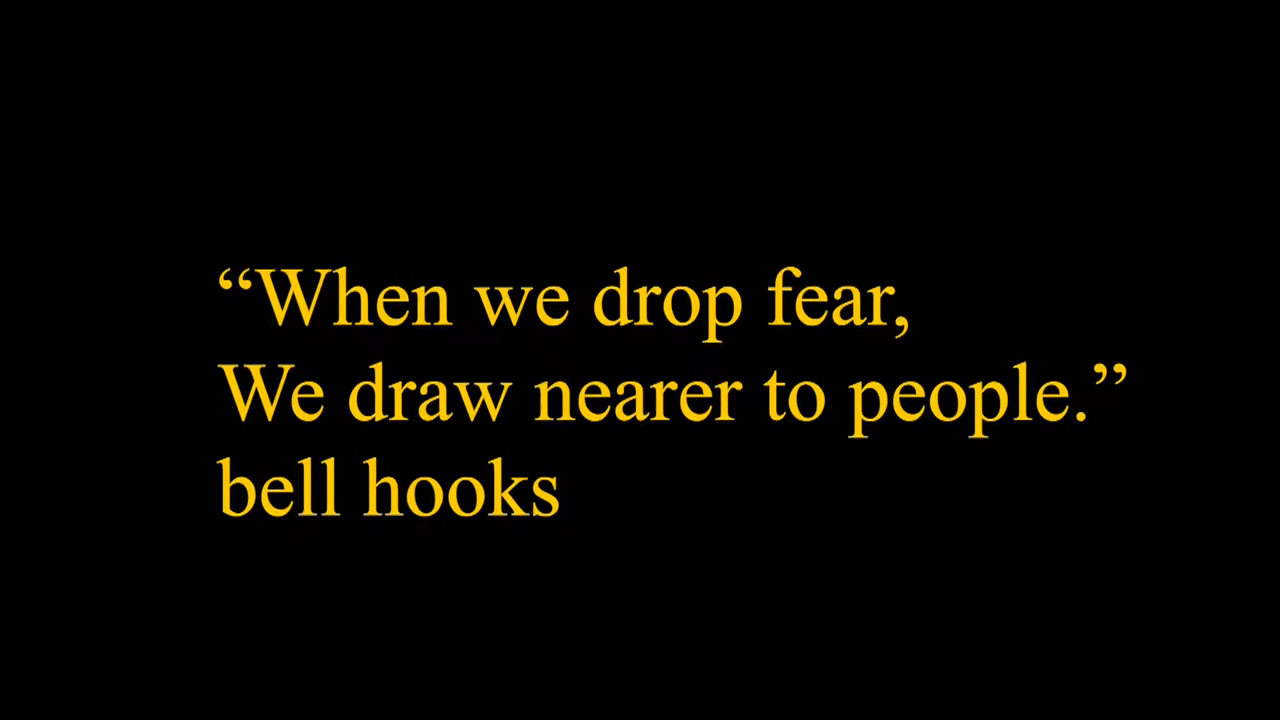 “When we drop fear,
We draw nearer to people.”
bell hooks